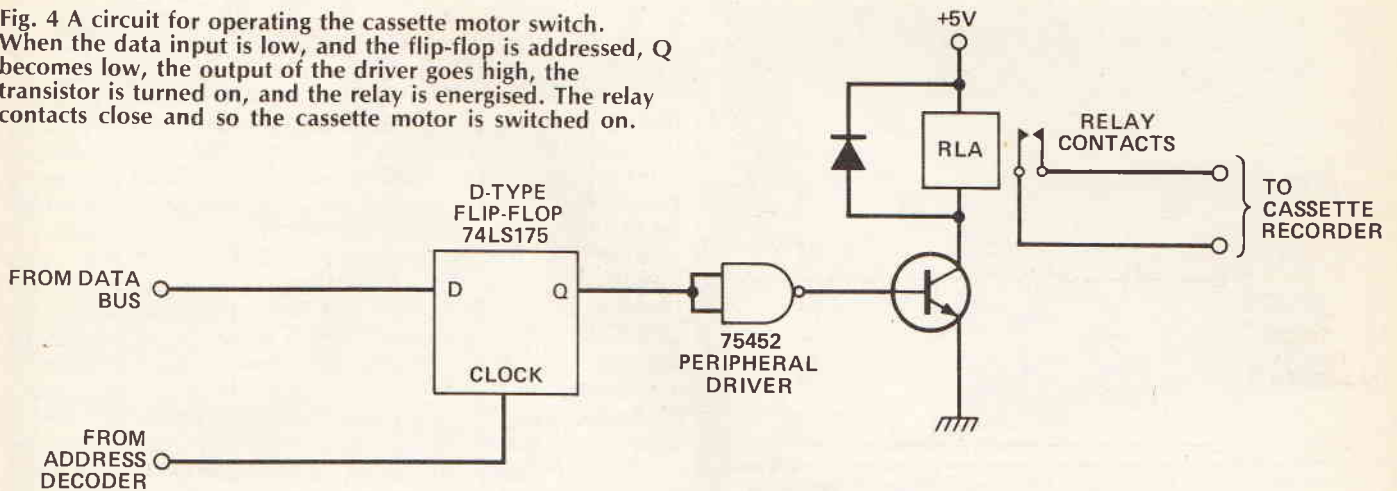 Fig. 4 A circuit for operating the cassette motor switch.
When the data input is low, and the flip-flop is addressed, Q
becomes low, the output of the driver goes high, the
transistor is turned on, and the relay is energised. The relay
contacts close and so the cassette motor is switched on.
+5V
RLA
RELAY
CONTACTS
TO
CASSETTE
RECORDER
D-TYPE
FLIP-FLOP
74LS175
FROM DATA
BUS
D
Q
CLOCK
75452
PERIPHERAL
DRIVER
FROM
ADDRESS
DECODER